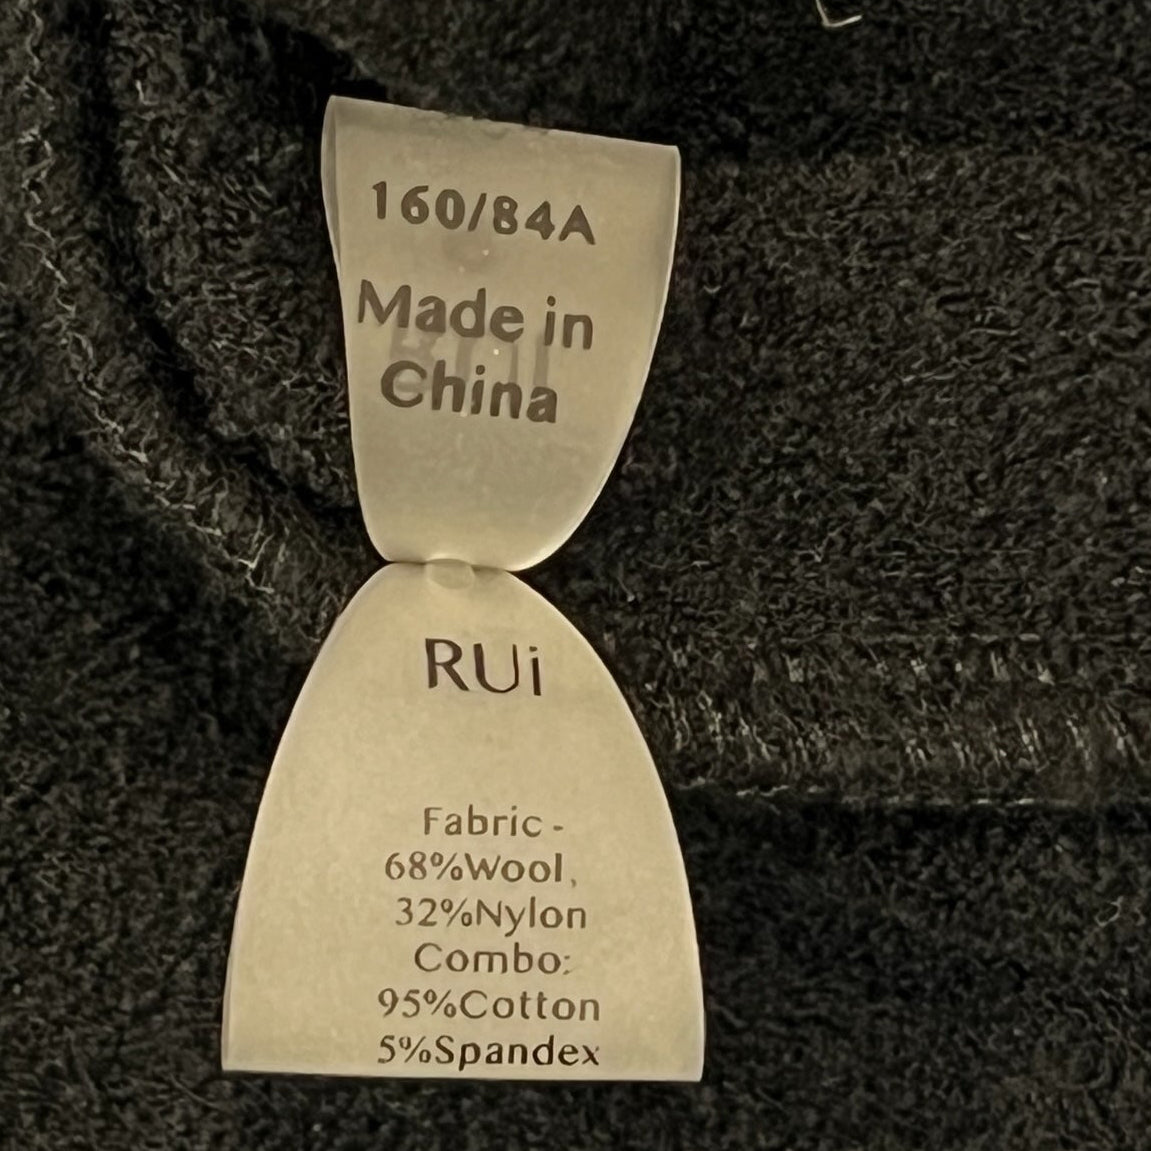 160/84A
Made in
China
RUi
Fabric -
68%Wool,
32%Nylon
Combo:
95%Cotton
5%Spandex